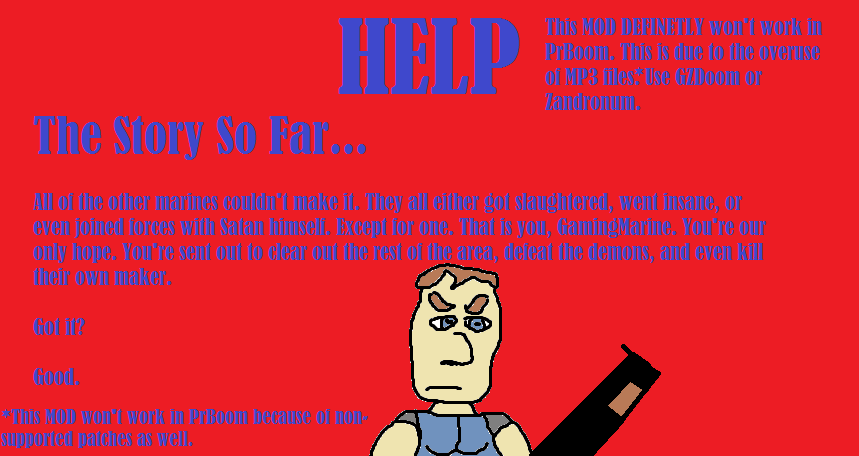 HELP
This MOD DEFINETLY won't work in
PrBoom. This is due to the overuse
of MP3 files.*Use GZDoom or
Zandronum.
The Story So Far...
All of the other marines couldn't make it. They all either got slaughtered, went insane, or
even joined forces with Satan himself. Except for one. That is you, GamingMarine. You're our
only hope. You're sent out to clear out the rest of the area, defeat the demons, and even kill
their own maker.
Got it?
Good.
*This MOD won't work in PrBoom because of non-
supported patches as well.